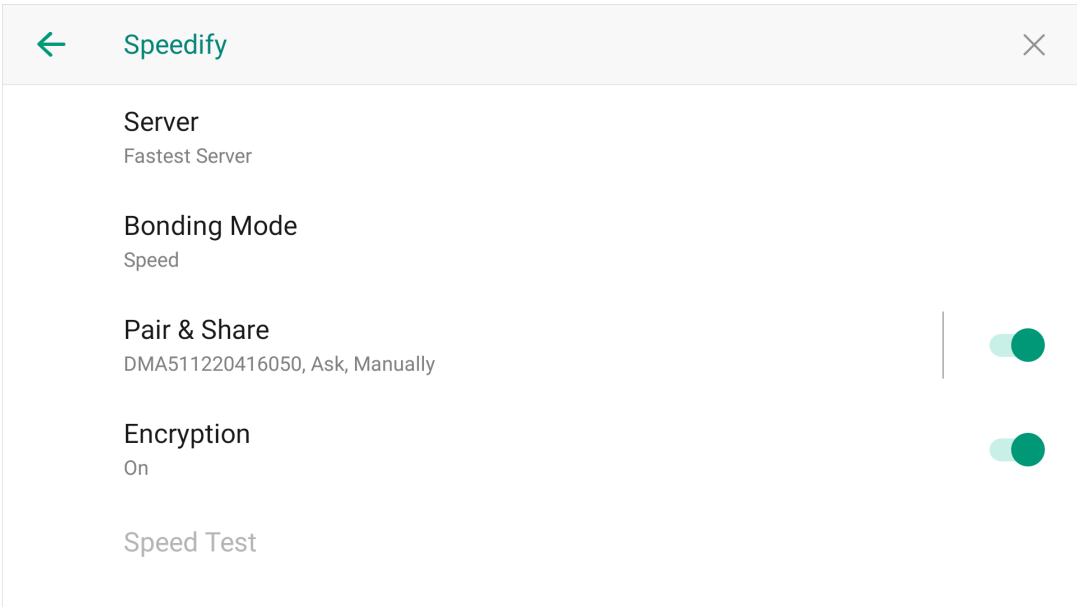 Speedify
Server
Fastest Server
Bonding Mode
Speed
Pair & Share
DMA511220416050, Ask, Manually
Encryption
On
Speed Test